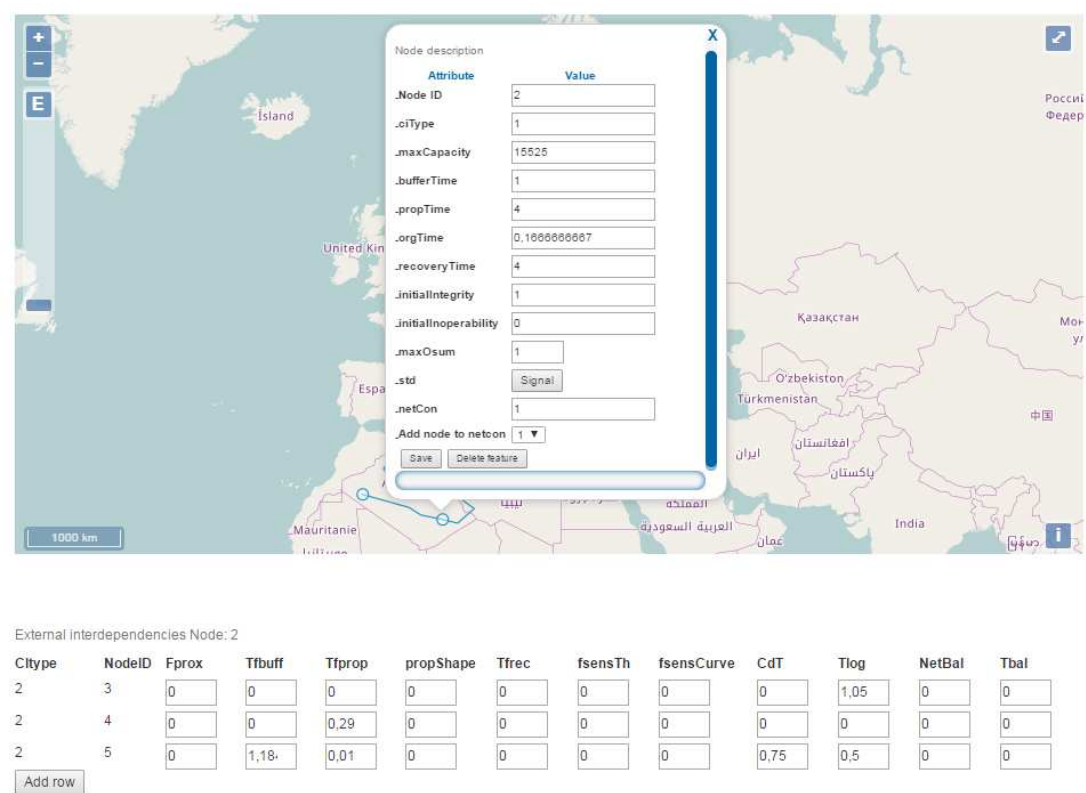 +
X
Node description
−
Attribute Value
.Node ID 2
E
Россий
Федер
Ísland
.ciType 1
.maxCapacity 15525
.bufferTime 1
.propTime 4
.orgTime 0,1666666667
United Kin
.recoveryTime 4
.initialIntegrity 1
Қазақстан
.initialInoperability 0
.maxOsum 1
.std Signal
Espa
Oʻzbekiston
Türkmenistan
.netCon 1
中国
.Add node to netcon 1 ▼
افغانستان
ایران
Save Delete feature
پاکستان
ليبيا
المملكة
العربية السعودية
Mauritanie
India
عمان
1000 km
i
External interdependencies Node: 2
CItype NodeID Fprox Tfbuff Tfprop propShape Tfrec fsensTh fsensCurve CdT Tlog NetBal Tbal
2 3 0 0 0 0 0 0 0 0 1,05 0 0
2 4 0 0 0,29 0 0 0 0 0 0 0 0
2 5 0 1,184 0,01 0 0 0 0 0,75 0,5 0 0
Add row